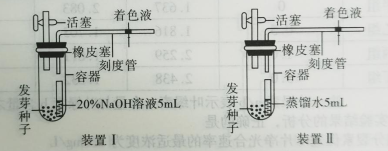 着色液
活塞
橡皮塞
刻度管
容器
发芽种子
20%NaOH溶液5mL
装置Ⅰ
着色液
活塞
橡皮塞
刻度管
容器
发芽种子
蒸馏水5mL
装置Ⅱ